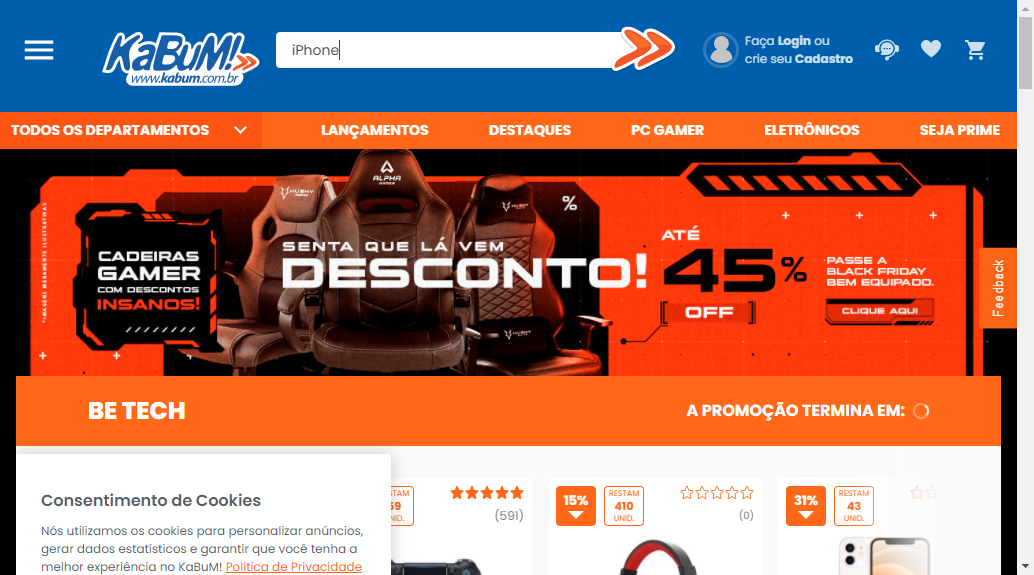 KaBuM!
www.kabum.com.br
iPhone
Faça Login ou
crie seu Cadastro
TODOS OS DEPARTAMENTOS
LANÇAMENTOS
DESTAQUES
PC GAMER
ELETRÔNICOS
SEJA PRIME
*IMAGENS MERAMENTE ILUSTRATIVAS
CADEIRAS
GAMER
COM DESCONTOS
INSANOS!
HUSKY
ALPHA
GAMER
HUSKY
%
SENTA QUE LÁ VEM
DESCONTO!
HUSKY
ATÉ
45%
OFF
PASSE A
BLACK FRIDAY
BEM EQUIPADO.
CLIQUE AQUI
Feedback
BE TECH
A PROMOÇÃO TERMINA EM:
Consentimento de Cookies
Nós utilizamos os cookies para personalizar anúncios,
gerar dados estatísticos e garantir que você tenha a
melhor experiência no KaBuM! Política de Privacidade
TAM
59
NID.
(591)
15%
RESTAM
410
UNID.
(0)
31%
RESTAM
43
UNID.